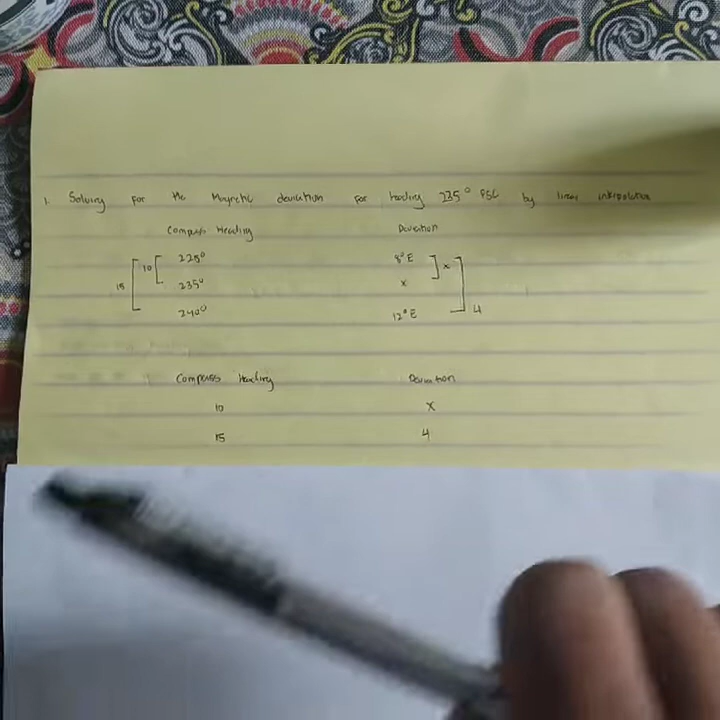 1. Solving for the Magnetic deviation for heading 235° PSC by linear interpolation
Compass Heading Deviation
225° 8°E
10 x
235° x
15
240° 12°E 4
Compass Heading Deviation
10 x
15 4